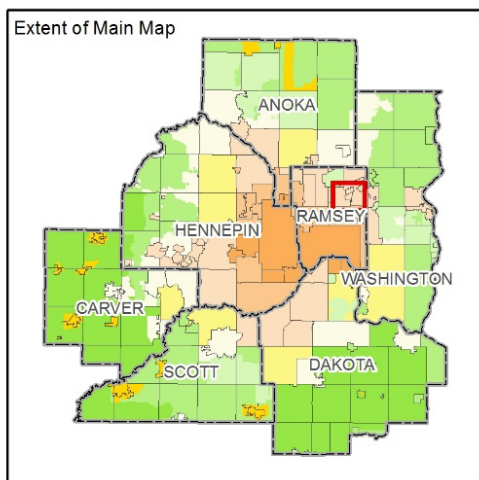 Extent of Main Map
ANOKA
HENNEPIN
RAMSEY
WASHINGTON
CARVER
SCOTT
DAKOTA